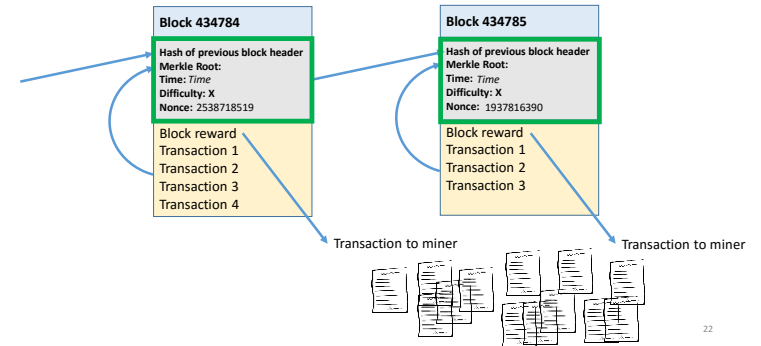 Block 434784
Hash of previous block header
Merkle Root:
Time: Time
Difficulty: X
Nonce: 2538718519
Block reward
Transaction 1
Transaction 2
Transaction 3
Transaction 4
Transaction to miner
Block 434785
Hash of previous block header
Merkle Root:
Time: Time
Difficulty: X
Nonce: 1937816390
Block reward
Transaction 1
Transaction 2
Transaction 3
Transaction to miner
22